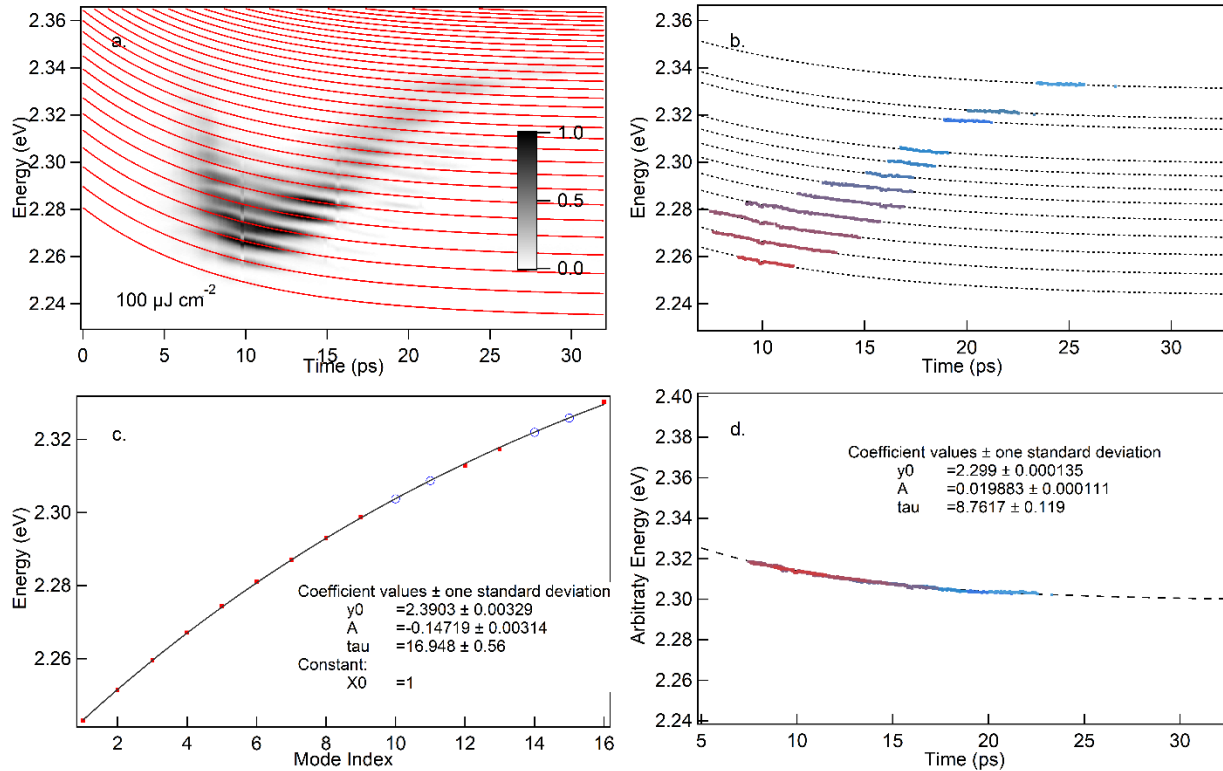 a.
2.36
2.34
2.32
2.30
2.28
2.26
2.24
Energy (eV)
100 µJ cm-2
1.0
0.5
0.0
0
5
10
15
20
25
30
Time (ps)
b.
2.36
2.34
2.32
2.30
2.28
2.26
2.24
Energy (eV)
10
15
20
25
30
Time (ps)
c.
2.32
2.30
2.28
2.26
Energy (eV)
Coefficient values ± one standard deviation
y0 =2.3903 ± 0.00329
A =-0.14719 ± 0.00314
tau =16.948 ± 0.56
Constant:
X0 =1
2
4
6
8
10
12
14
16
Mode Index
d.
2.40
2.38
2.36
2.34
2.32
2.30
2.28
2.26
2.24
Arbitraty Energy (eV)
Coefficient values ± one standard deviation
y0 =2.299 ± 0.000135
A =0.019883 ± 0.000111
tau =8.7617 ± 0.119
5
10
15
20
25
30
Time (ps)